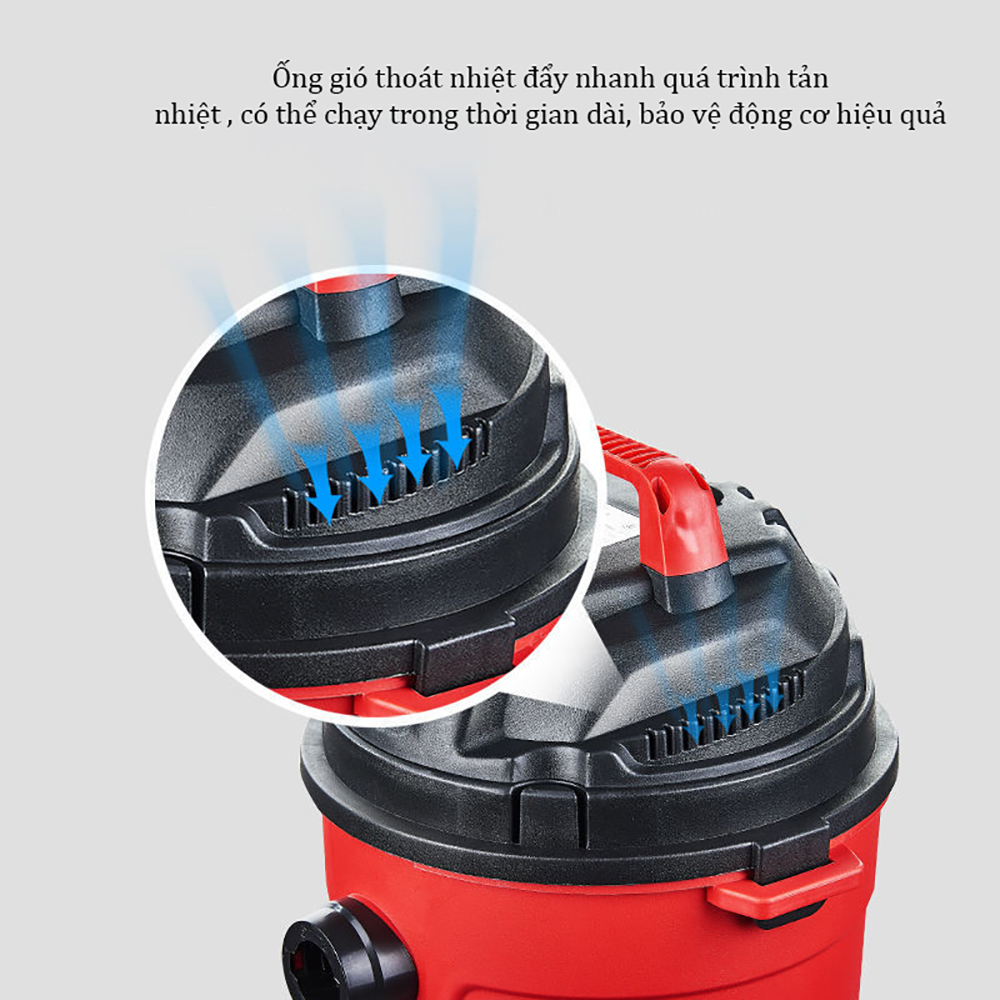 Ống gió thoát nhiệt đẩy nhanh quá trình tản
nhiệt , có thể chạy trong thời gian dài, bảo vệ động cơ hiệu quả